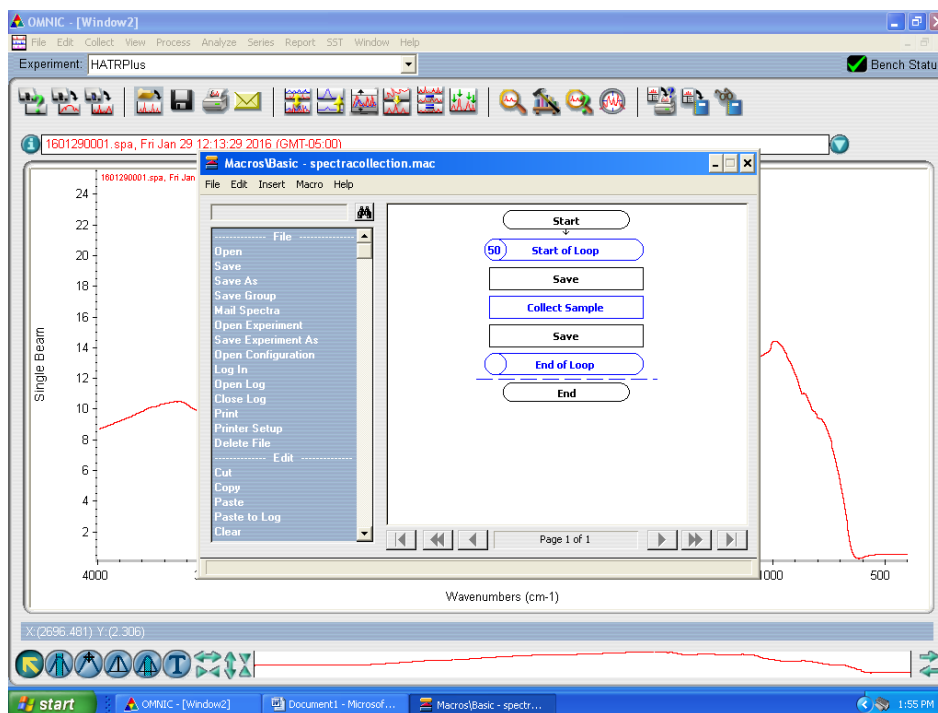 OMNIC - [Window2]
File Edit Collect View Process Analyze Series Report SST Window Help
Experiment: HATRPlus Bench Statu
1601290001.spa, Fri Jan 29 12:13:29 2016 (GMT-05:00)
1601290001.spa, Fri Jan
Macros\Basic - spectracollection.mac
File Edit Insert Macro Help
File
Open
Save
Save As
Save Group
Mail Spectra
Open Experiment
Save Experiment As
Open Configuration
Log In
Open Log
Close Log
Print
Printer Setup
Delete File
Edit
Cut
Copy
Paste
Paste to Log
Clear
Start
50 Start of Loop
Save
Collect Sample
Save
End of Loop
End
Page 1 of 1
Single Beam
24
22
20
18
16
14
12
10
8
6
4
2
4000 1000 500
Wavenumbers (cm-1)
X:(2696.481) Y:(2.306)
T
start OMNIC - [Window2] Document1 - Microsof... Macros\Basic - spectr... 1:55 PM